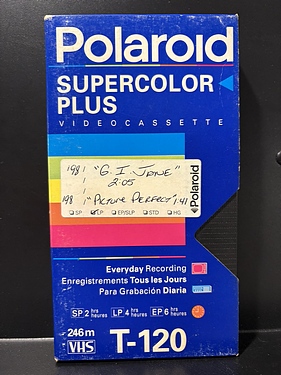 Polaroid
SUPERCOLOR
PLUS
VIDEOCASSETTE
198 "G. I. JANE"
2:05
198 "PICTURE PERFECT" 1:41
Polaroid
SP LP EP/SLP STD HG
Everyday Recording
Enregistrements Tous les Jours
Para Grabación Diaria
SP 2 hrs heures LP 4 hrs heures EP 6 hrs heures
246m
VHS T-120